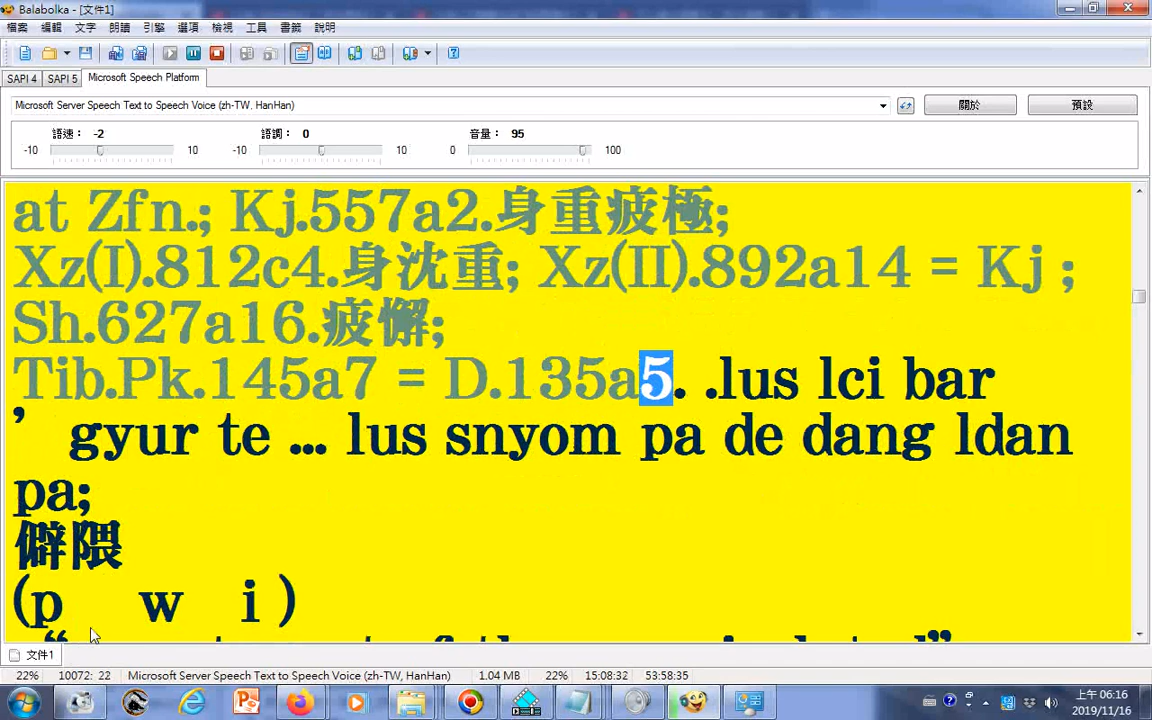 Balabolka - [文件1]
檔案 編輯 文字 朗讀 引擎 選項 檢視 工具 書籤 說明
SAPI 4 SAPI 5 Microsoft Speech Platform
Microsoft Server Speech Text to Speech Voice (zh-TW, HanHan) 關於 預設
語速： -2 語調： 0 音量： 95
-10 10 -10 10 0 100
at Zfn.; Kj.557a2.身重疲極;
Xz(I).812c4.身沈重; Xz(II).892a14 = Kj ;
Sh.627a16.疲懈;
Tib.Pk.145a7 = D.135a5. .lus lci bar
’ gyur te ... lus snyom pa de dang ldan
pa;
僻隈
(p w i )
文件1
22% 10072: 22 Microsoft Server Speech Text to Speech Voice (zh-TW, HanHan) 1.04 MB 22% 15:08:32 53:58:35
上午 06:16
2019/11/16